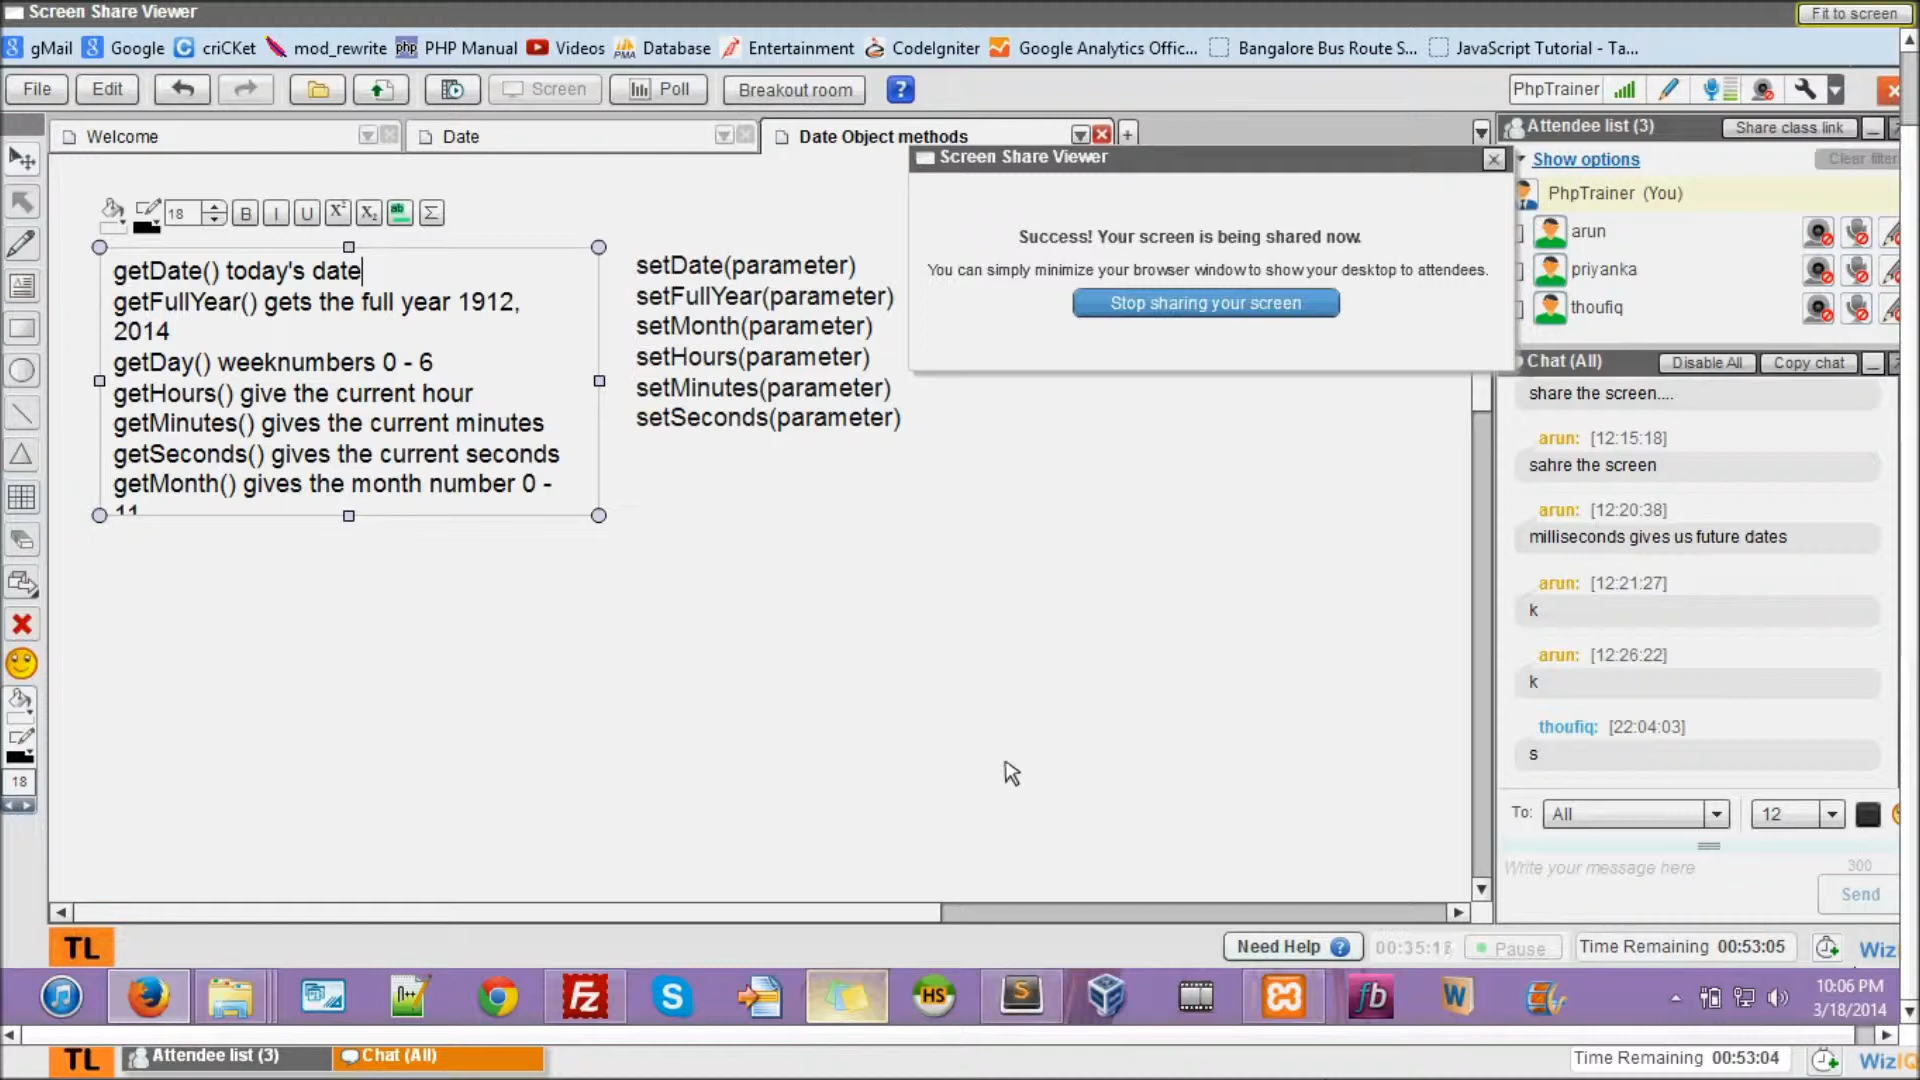 Screen Share Viewer
Fit to screen
gMail Google criCKet mod_rewrite PHP Manual Videos Database Entertainment CodeIgniter Google Analytics Offic... Bangalore Bus Route S... JavaScript Tutorial - Ta...
File Edit Screen Poll Breakout room ? PhpTrainer
Welcome Date Date Object methods
Attendee list (3) Share class link
Screen Share Viewer
Show options Clear filter
PhpTrainer (You)
arun
priyanka
thoufiq
Success! Your screen is being shared now.
You can simply minimize your browser window to show your desktop to attendees.
Stop sharing your screen
18 B I U X² X₂ ab Σ
getDate() today's date
getFullYear() gets the full year 1912,
2014
getDay() weeknumbers 0 - 6
getHours() give the current hour
getMinutes() gives the current minutes
getSeconds() gives the current seconds
getMonth() gives the month number 0 -
11
setDate(parameter)
setFullYear(parameter)
setMonth(parameter)
setHours(parameter)
setMinutes(parameter)
setSeconds(parameter)
Chat (All) Disable All Copy chat
share the screen....
arun: [12:15:18]
sahre the screen
arun: [12:20:38]
milliseconds gives us future dates
arun: [12:21:27]
k
arun: [12:26:22]
k
thoufiq: [22:04:03]
s
18
To: All 12
Write your message here 300
Send
TL Need Help ? Pause Time Remaining 00:53:05 WizI
n++ Fz S HS S fb W
10:06 PM
3/18/2014
TL Attendee list (3) Chat (All) Time Remaining 00:53:04 WizIQ